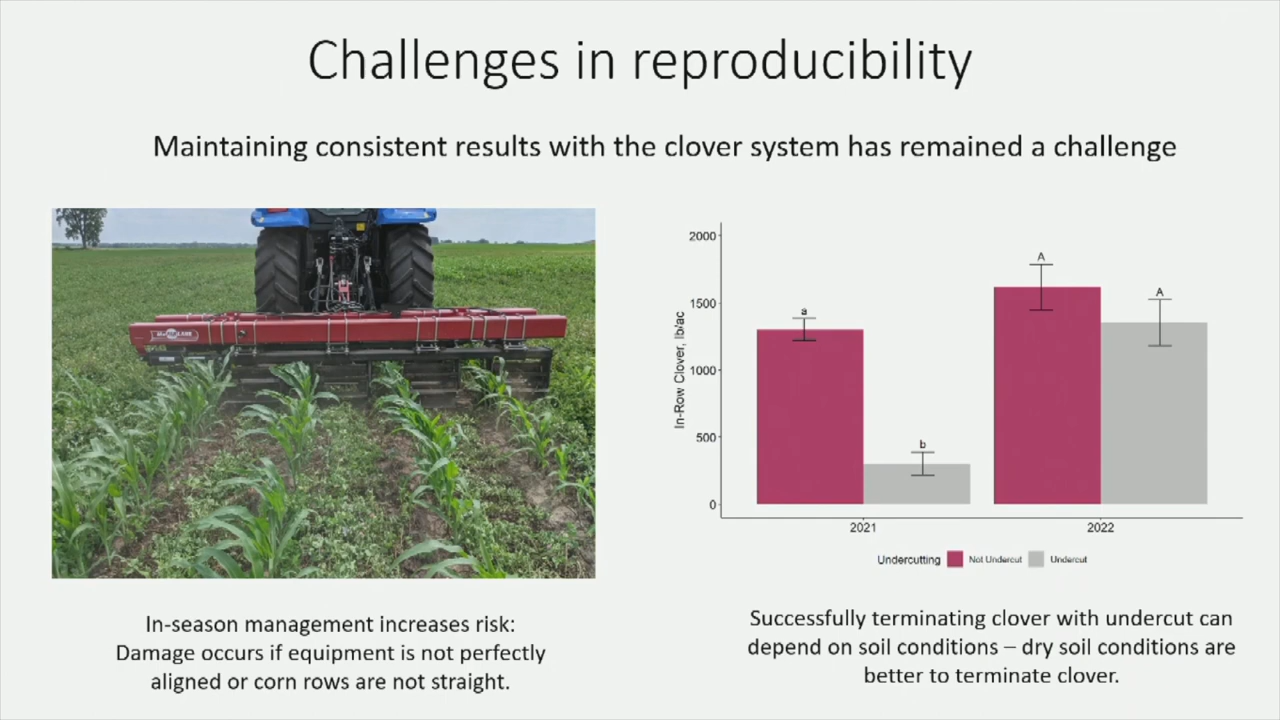 Challenges in reproducibility
Maintaining consistent results with the clover system has remained a challenge
In-Row Clover, lb/ac
2000
1500
1000
500
0
a
b
A
A
2021
2022
Undercutting
Not Undercut
Undercut
In-season management increases risk:
Damage occurs if equipment is not perfectly
aligned or corn rows are not straight.
Successfully terminating clover with undercut can
depend on soil conditions – dry soil conditions are
better to terminate clover.